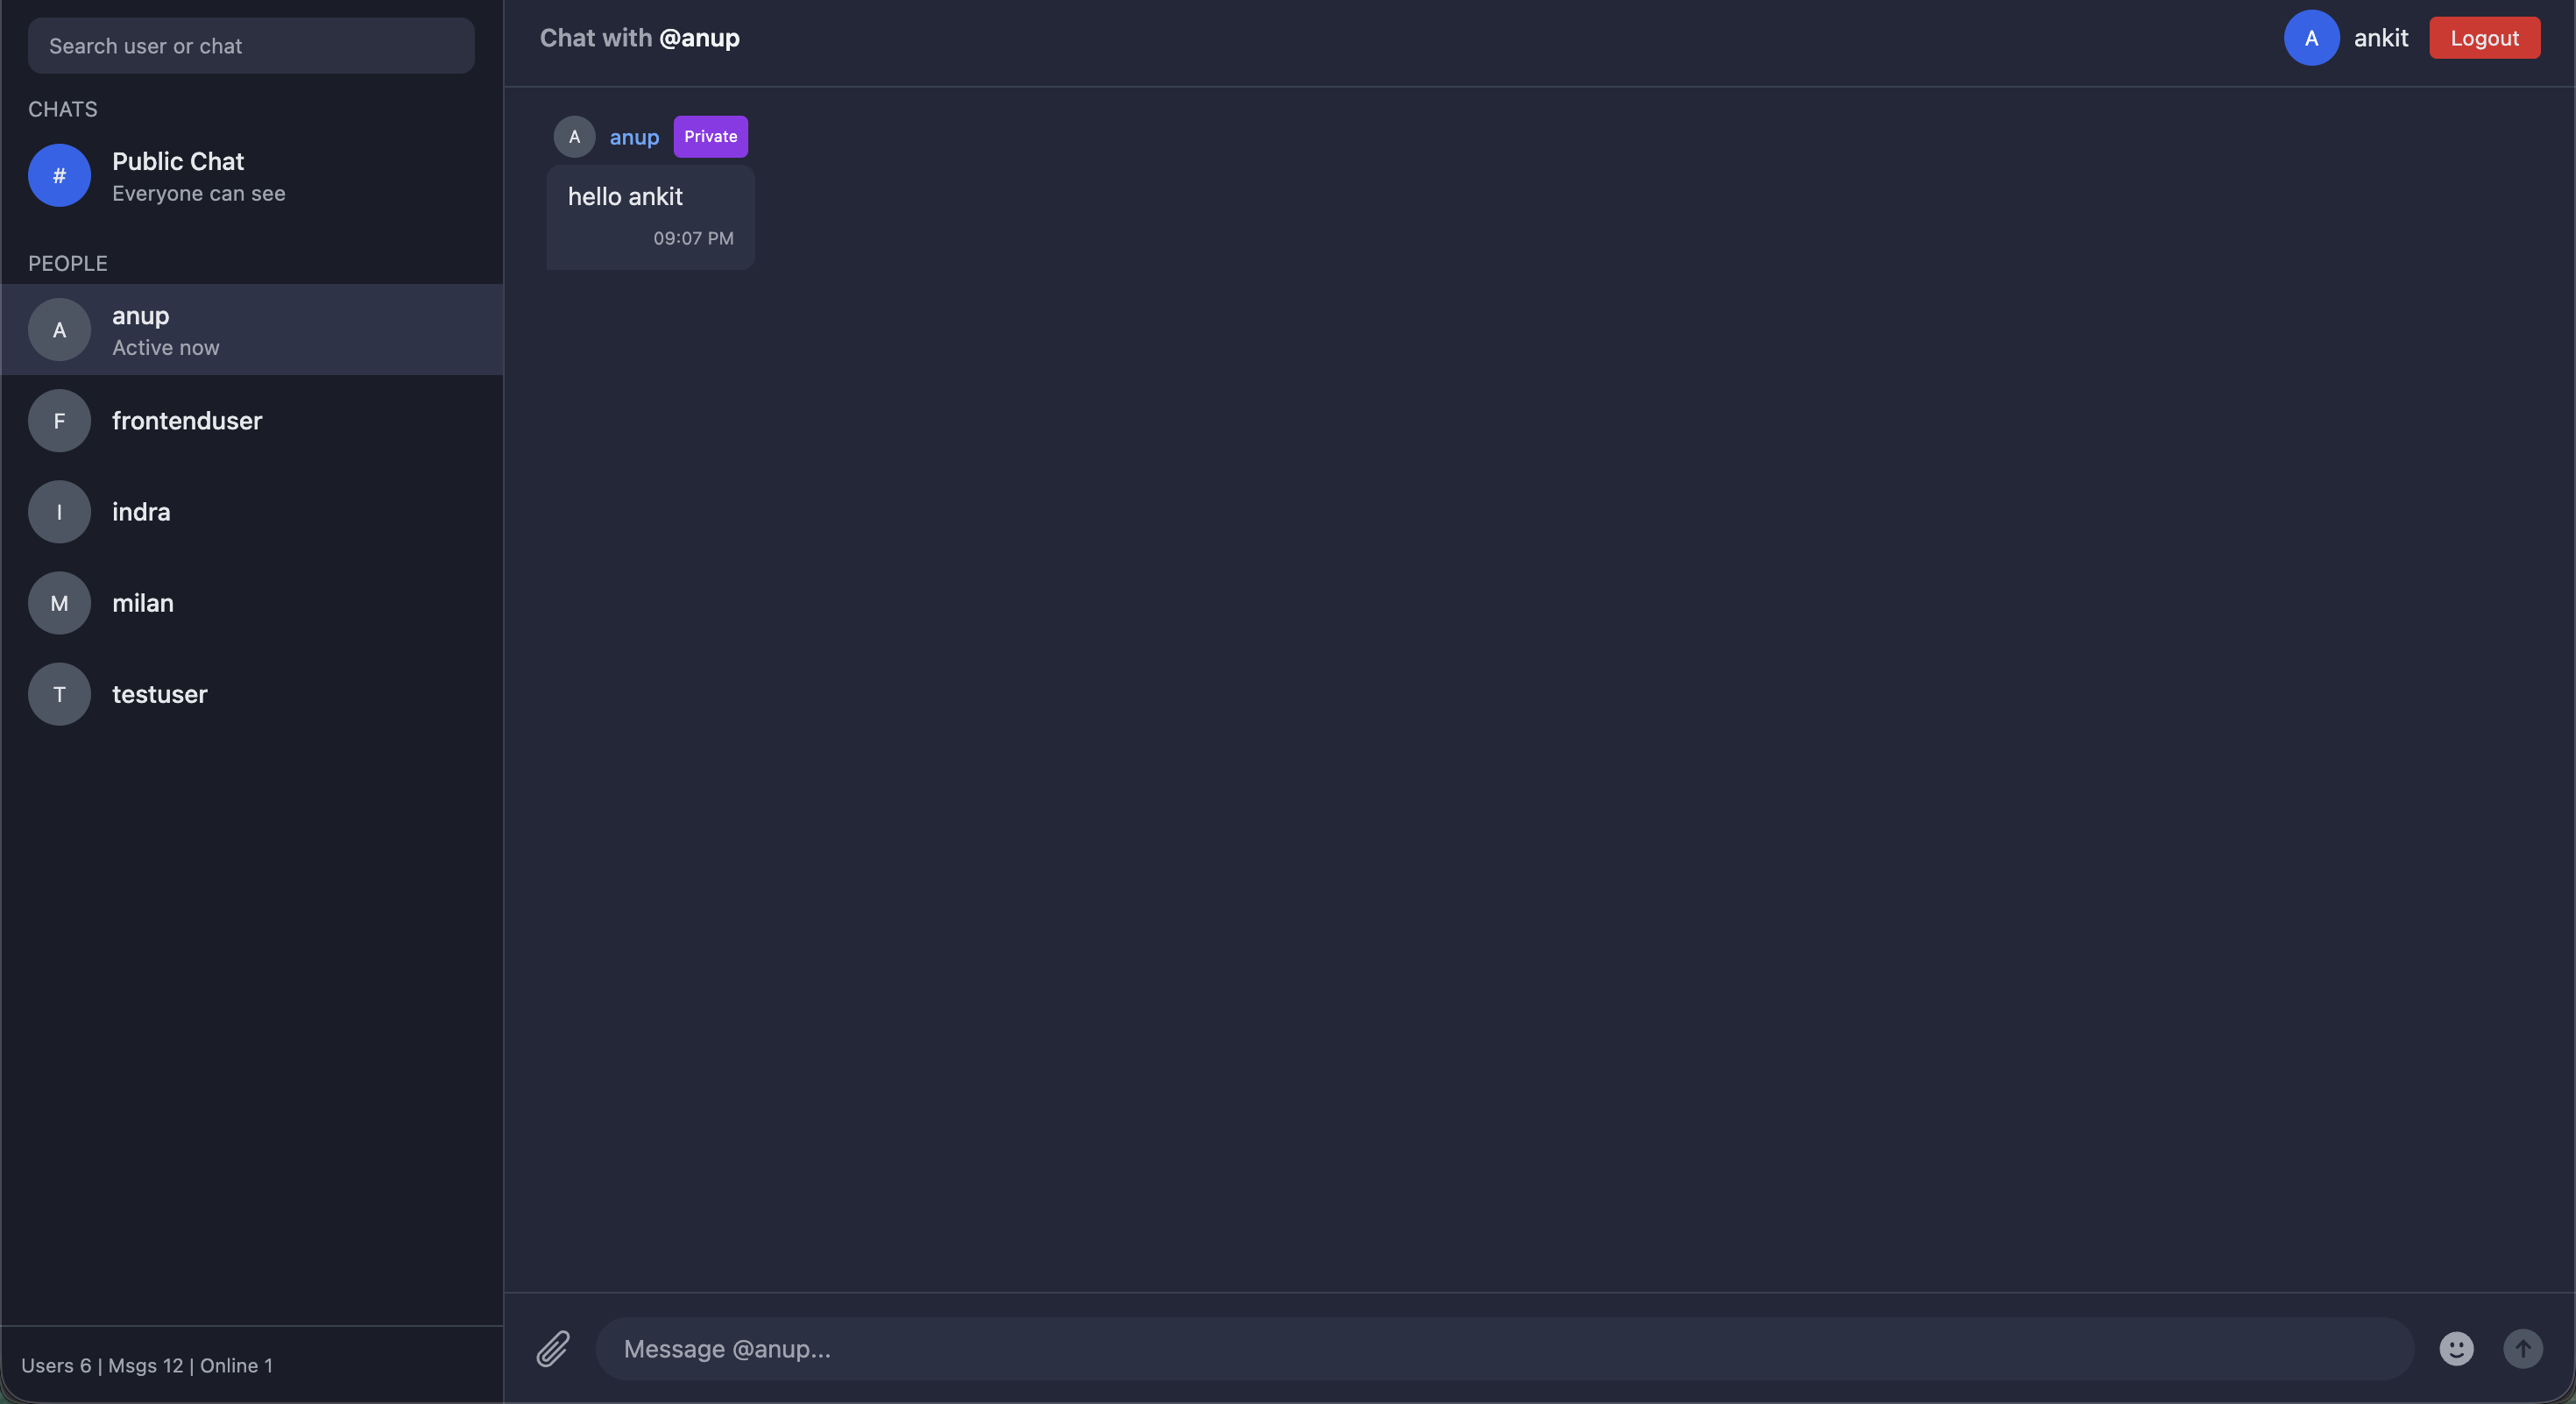 Search user or chat
CHATS
#
Public Chat
Everyone can see
PEOPLE
A
anup
Active now
F
frontenduser
I
indra
M
milan
T
testuser
Users 6 | Msgs 12 | Online 1
Chat with @anup
A
ankit
Logout
A
anup
Private
hello ankit
09:07 PM
Message @anup...